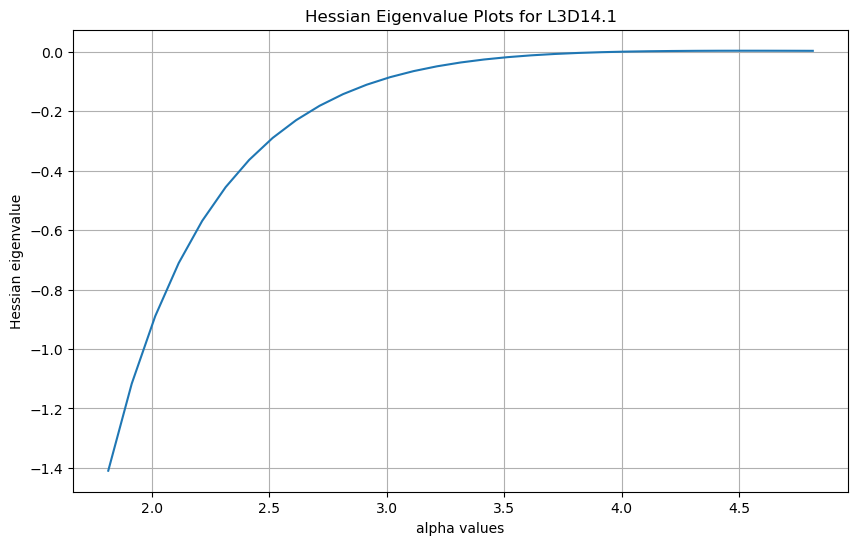 Hessian Eigenvalue Plots for L3D14.1
Hessian eigenvalue
0.0
−0.2
−0.4
−0.6
−0.8
−1.0
−1.2
−1.4
2.0 2.5 3.0 3.5 4.0 4.5
alpha values